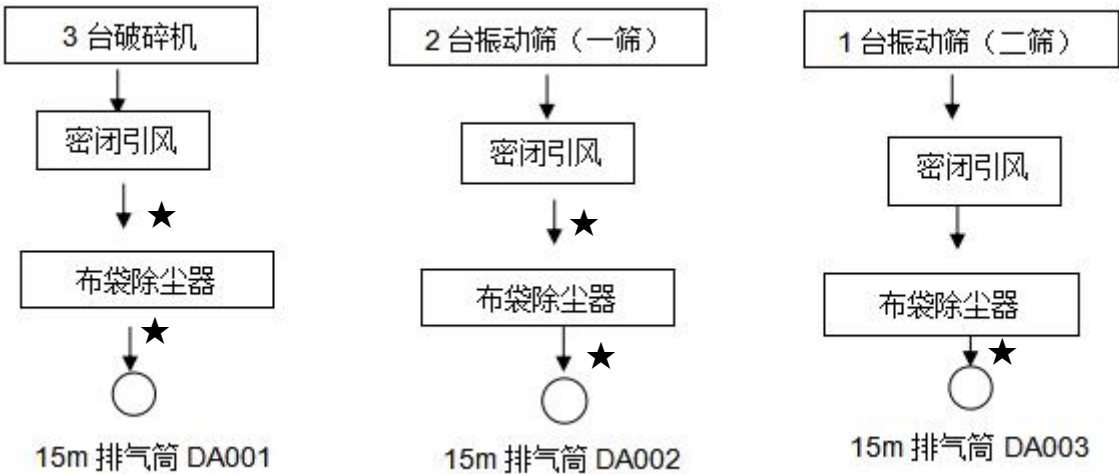 3 台破碎机
密闭引风
★
布袋除尘器
★
15m 排气筒 DA001
2 台振动筛（一筛）
密闭引风
★
布袋除尘器
★
15m 排气筒 DA002
1 台振动筛（二筛）
密闭引风
布袋除尘器
★
15m 排气筒 DA003